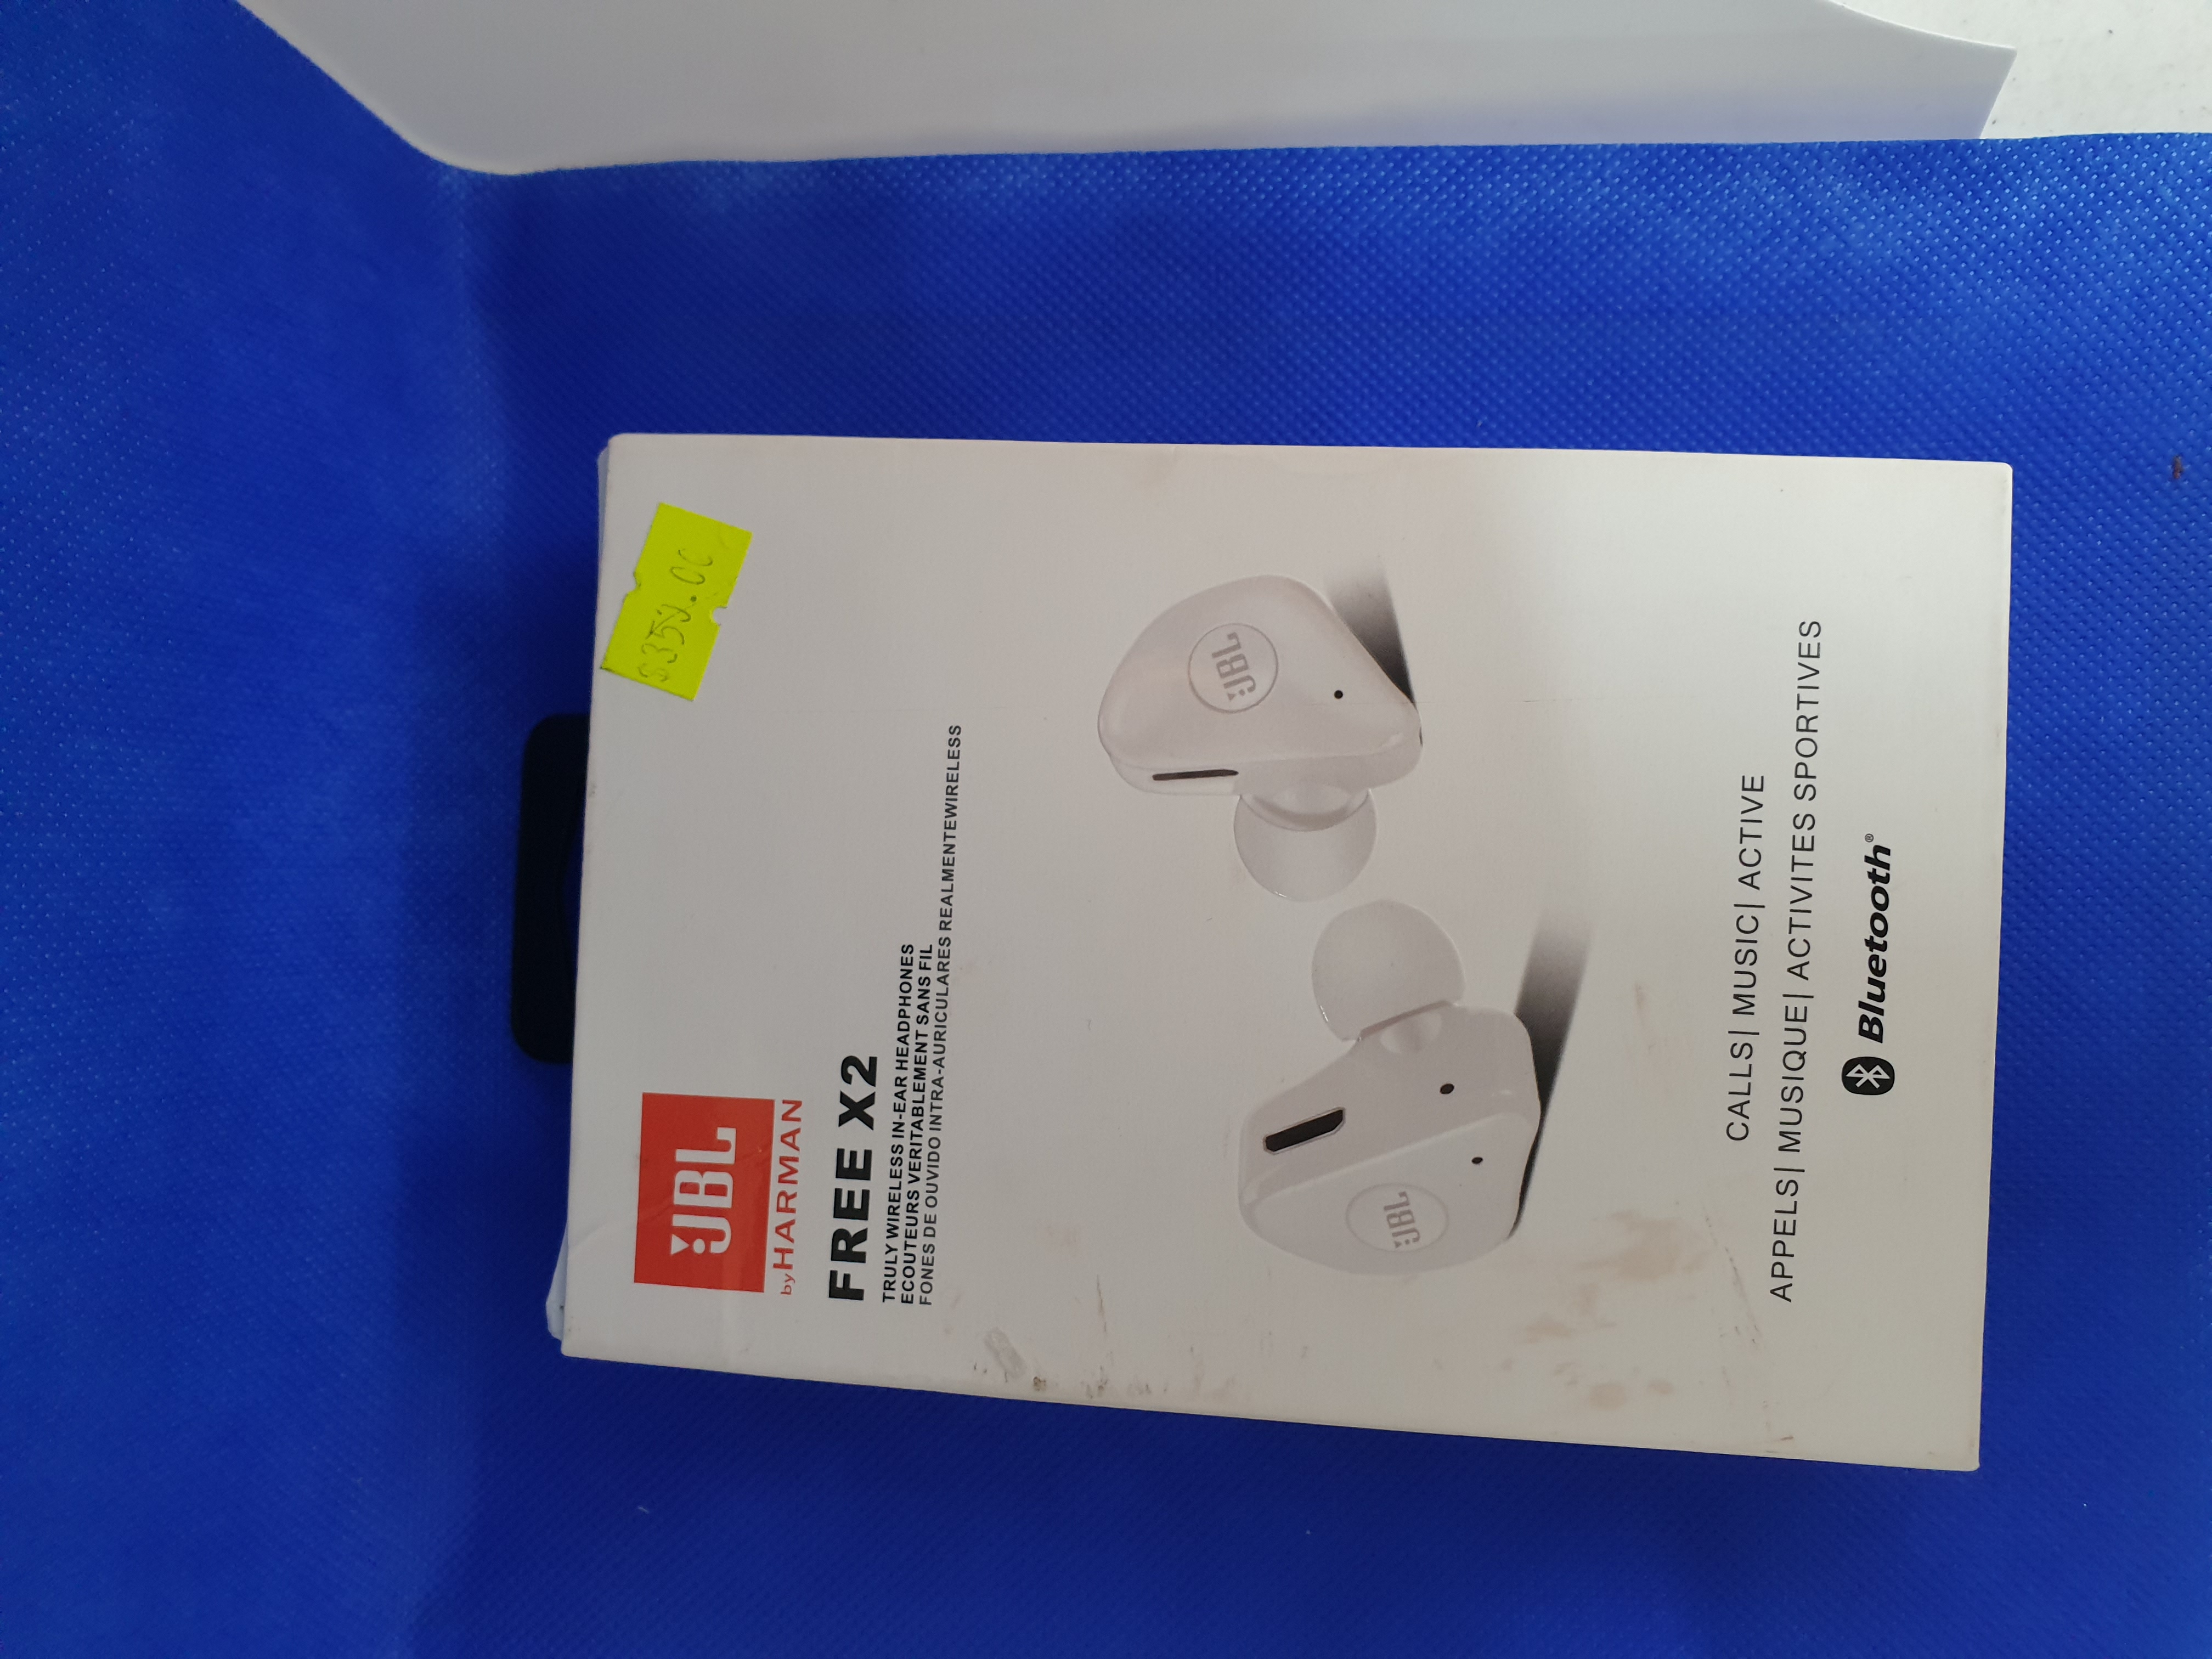 $359.00
JBL
by HARMAN
FREE X2
TRULY WIRELESS IN-EAR HEADPHONES
ECOUTEURS VERITABLEMENT SANS FIL
FONES DE OUVIDO INTRA-AURICULARES REALMENTEWIRELESS
JBL
JBL
CALLS| MUSIC| ACTIVE
APPELS| MUSIQUE| ACTIVITES SPORTIVES
Bluetooth®